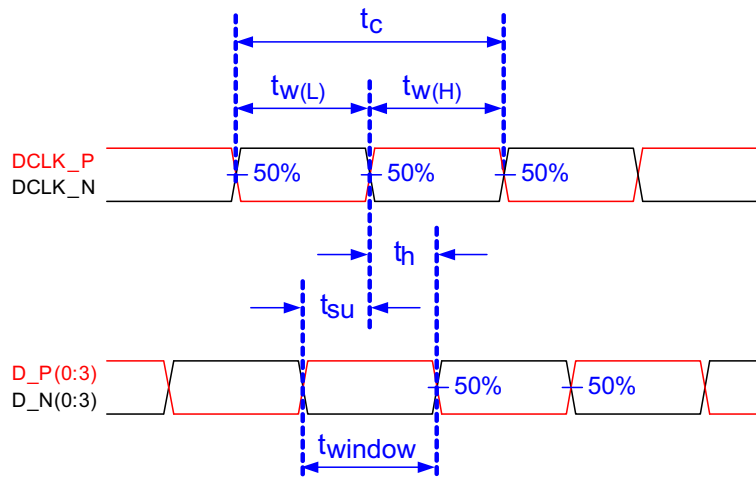 tc
tw(L) tw(H)
DCLK_P
DCLK_N
50% 50% 50%
th
tsu
D_P(0:3)
D_N(0:3)
50% 50%
twindow